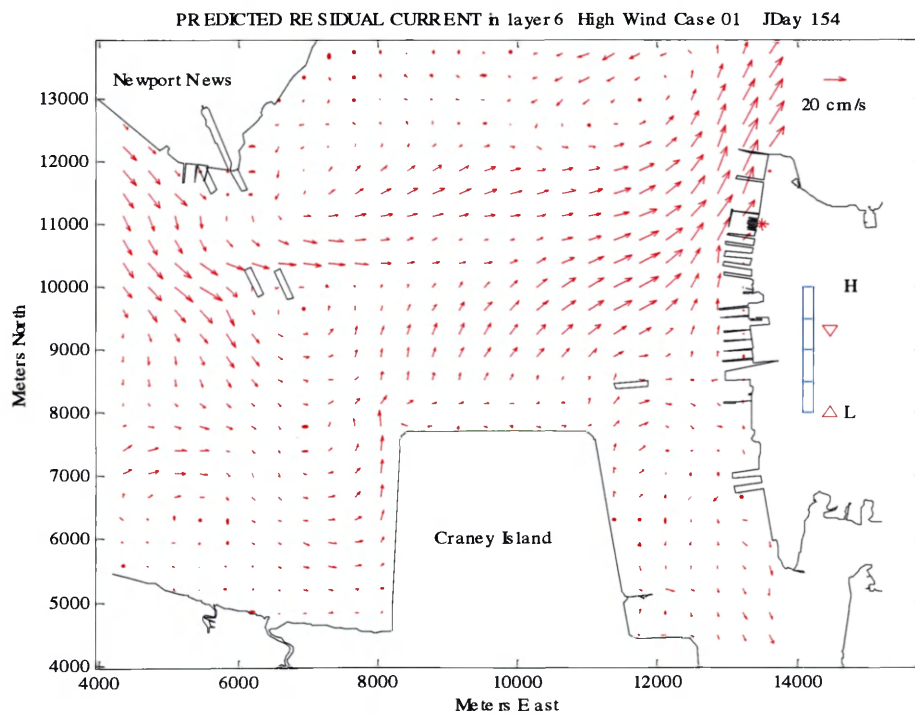 PREDICTED RESIDUAL CURRENT in layer 6 High Wind Case 01 JDay 154
Newport News
20 cm/s
13000
12000
11000
10000
9000
8000
7000
6000
5000
4000
Meters North
H
L
Craney Island
4000 6000 8000 10000 12000 14000
Meters East